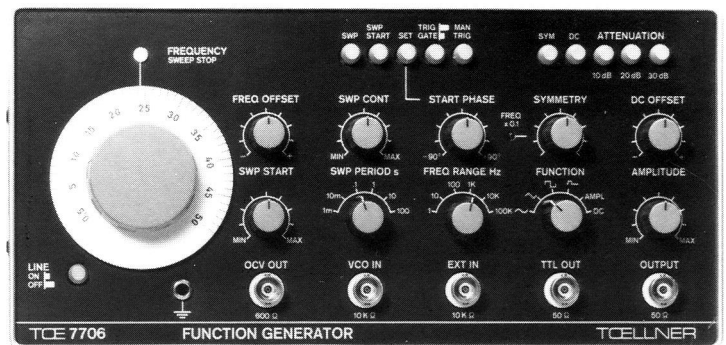 FREQUENCY
SWEEP STOP
SWP
SWP START
SET
TRIG GATE
MAN TRIG
SYM
DC
ATTENUATION
10 dB 20 dB 30 dB
0.5 5 10 15 20 25 30 35 40 45 50
FREQ OFFSET
- +
SWP CONT
MIN MAX
START PHASE
-90° 90°
FREQ x 0.1
SYMMETRY
DC OFFSET
- +
SWP START
MIN MAX
SWP PERIOD s
1m 10m .1 1 10 100
FREQ RANGE Hz
1 10 100 1K 10K 100K
FUNCTION
AMPL
DC
AMPLITUDE
MIN MAX
LINE
ON
OFF
OCV OUT
600 Ω
VCO IN
10 K Ω
EXT IN
10 K Ω
TTL OUT
50 Ω
OUTPUT
50 Ω
TOE 7706 FUNCTION GENERATOR TOELLNER